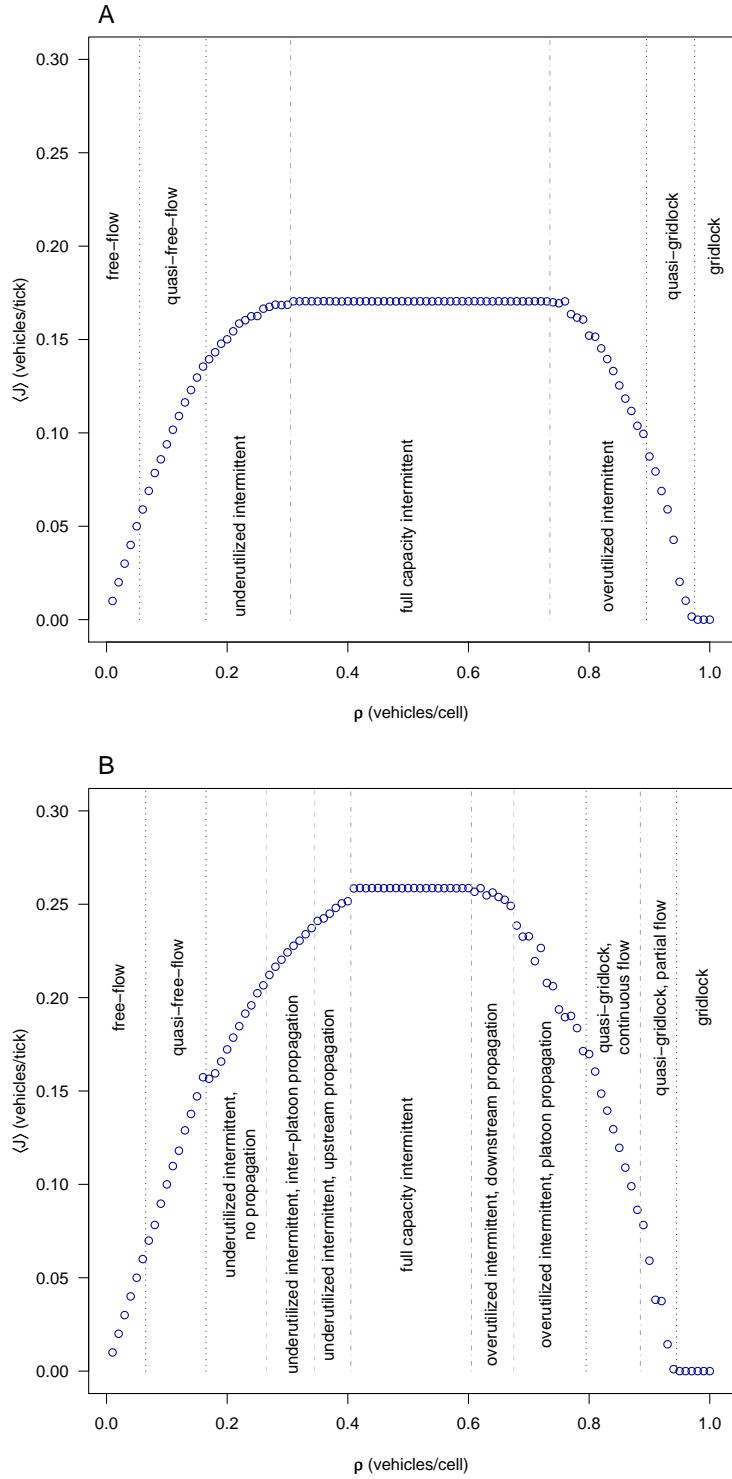 A
0.30
0.25
0.20
0.15
0.10
0.05
0.00
⟨J⟩ (vehicles/tick)
free−flow
quasi−free−flow
underutilized intermittent
full capacity intermittent
overutilized intermittent
quasi−gridlock
gridlock
0.0 0.2 0.4 0.6 0.8 1.0
ρ (vehicles/cell)
B
0.30
0.25
0.20
0.15
0.10
0.05
0.00
⟨J⟩ (vehicles/tick)
free−flow
quasi−free−flow
underutilized intermittent,
no propagation
underutilized intermittent, inter−platoon propagation
underutilized intermittent, upstream propagation
full capacity intermittent
overutilized intermittent, downstream propagation
overutilized intermittent, platoon propagation
quasi−gridlock,
continuous flow
quasi−gridlock, partial flow
gridlock
0.0 0.2 0.4 0.6 0.8 1.0
ρ (vehicles/cell)